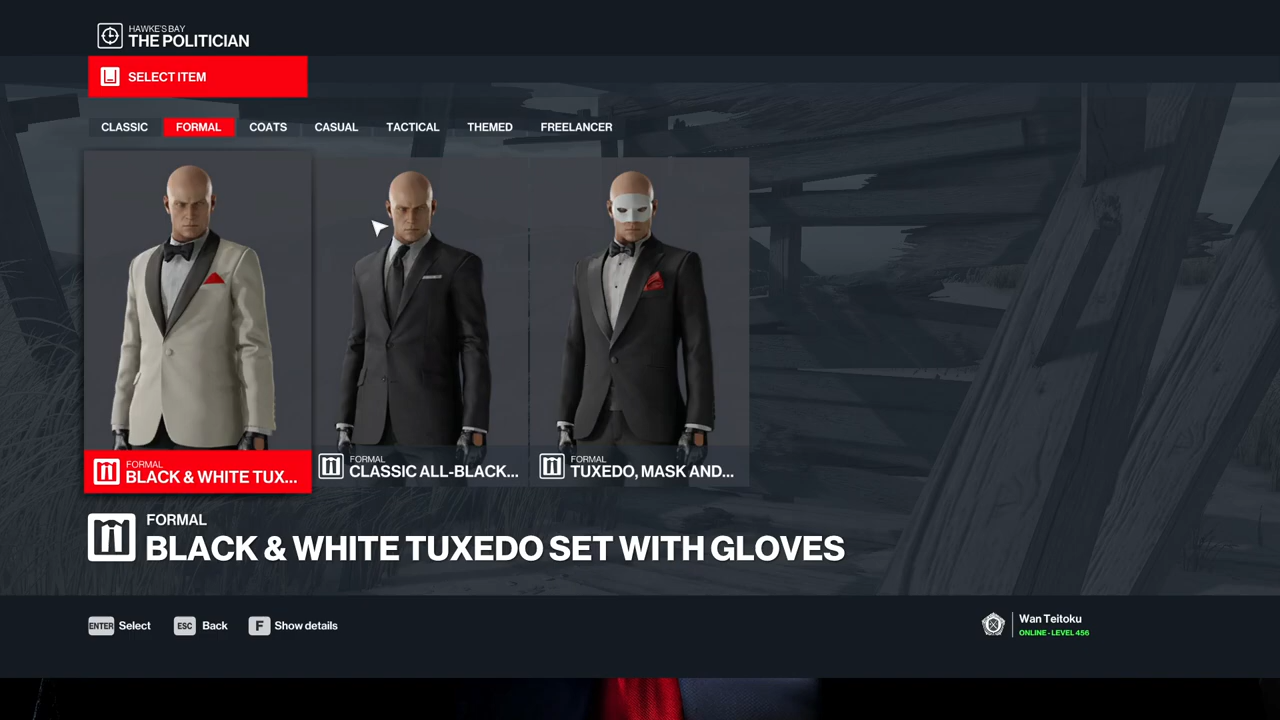 HAWKE'S BAY
THE POLITICIAN
SELECT ITEM
CLASSIC FORMAL COATS CASUAL TACTICAL THEMED FREELANCER
FORMAL
BLACK & WHITE TUX...
FORMAL
CLASSIC ALL-BLACK...
FORMAL
TUXEDO, MASK AND...
FORMAL
BLACK & WHITE TUXEDO SET WITH GLOVES
ENTER Select ESC Back F Show details
Wan Teitoku
ONLINE - LEVEL 456